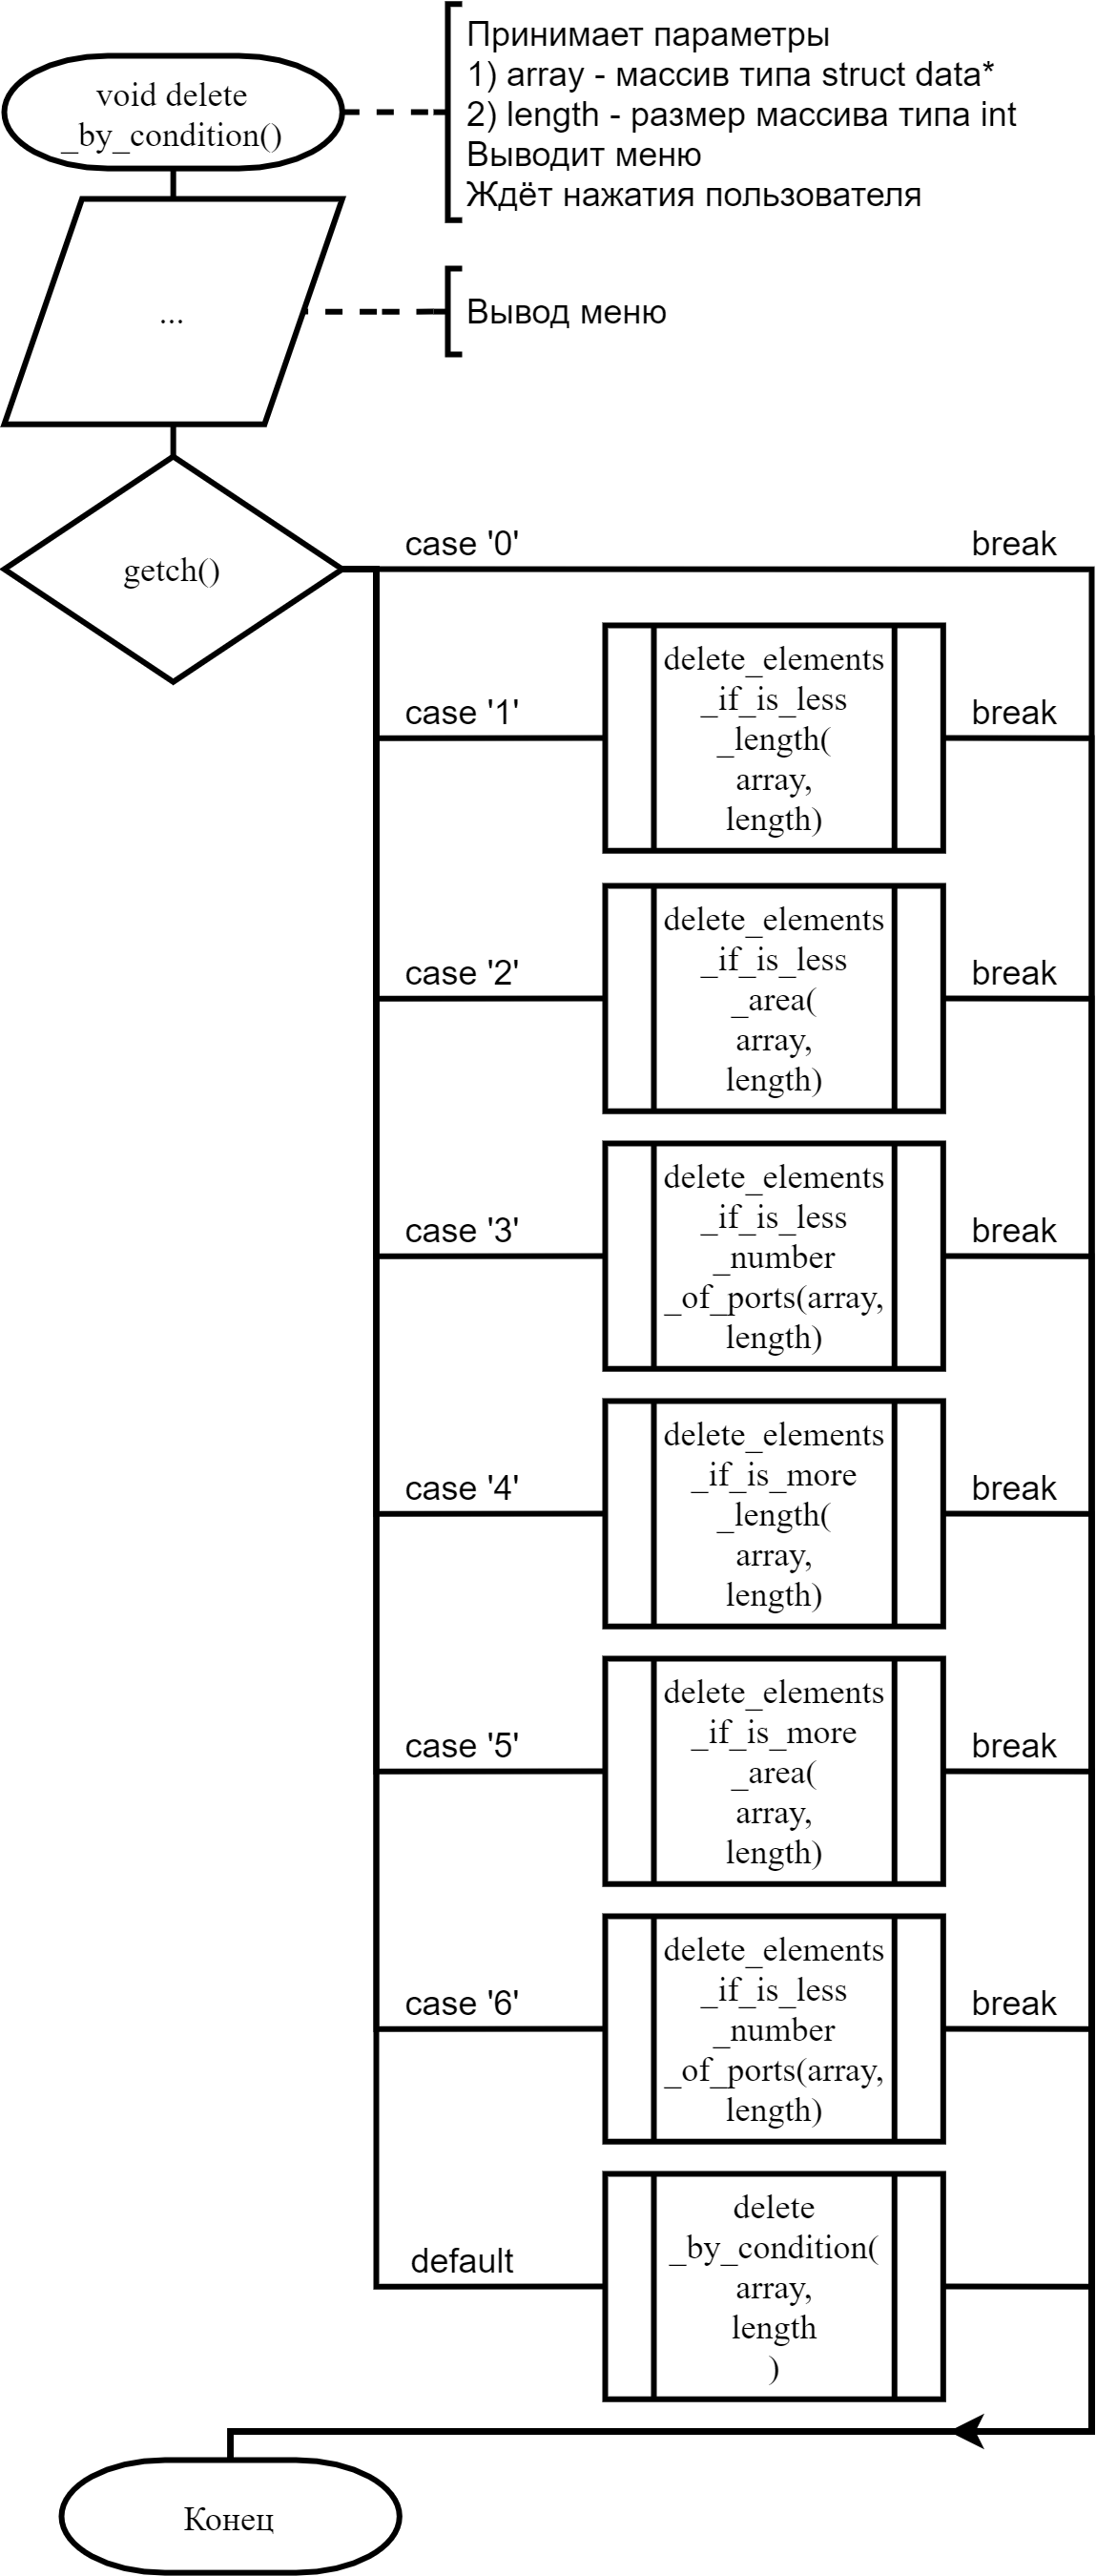 void delete
_by_condition()
Принимает параметры
1) array - массив типа struct data*
2) length - размер массива типа int
Выводит меню
Ждёт нажатия пользователя
...
Вывод меню
getch()
case '0'
break
case '1'
delete_elements
_if_is_less
_length(
array,
length)
break
case '2'
delete_elements
_if_is_less
_area(
array,
length)
break
case '3'
delete_elements
_if_is_less
_number
_of_ports(array,
length)
break
case '4'
delete_elements
_if_is_more
_length(
array,
length)
break
case '5'
delete_elements
_if_is_more
_area(
array,
length)
break
case '6'
delete_elements
_if_is_less
_number
_of_ports(array,
length)
break
default
delete
_by_condition(
array,
length
)
Конец